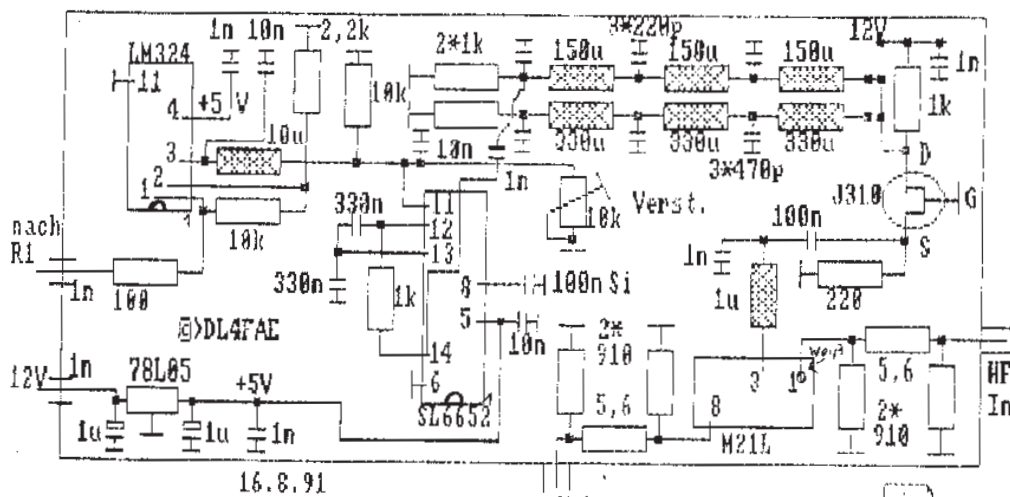 1n 10n 2,2k 3*220p 12V
LM324 2*1k 150u 150u 150u 1n
11 10k 1k
4 +5 V
3 10u 10n 330u 330u 330u
2 3*470p D
1 1n J310
330n 11 10k Verst. 100n G
nach 10k 12 S
R1 13 1n
1n 100 330n 1k 8 100n Si 1u 220
©>DL4FAE 5 10n 2*
910 Weiß
1n 14 3 1
12V 78L05 +5V 6 5,6 8 5,6 HF
1u 1u 1n SL6652 M21L 2* In
910
16.8.91